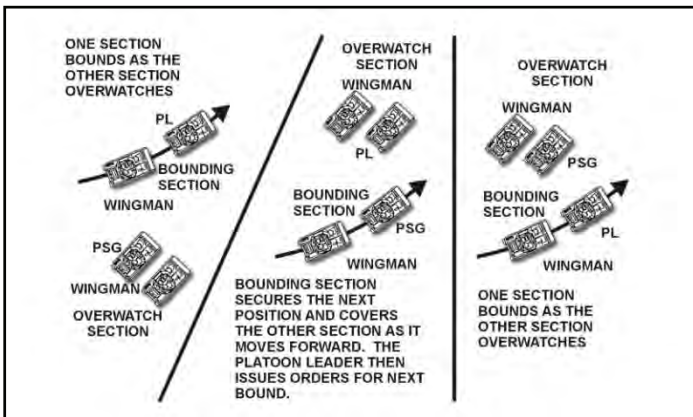 ONE SECTION
BOUNDS AS THE
OTHER SECTION
OVERWATCHES
PL
BOUNDING
SECTION
WINGMAN
PSG
WINGMAN
OVERWATCH
SECTION
OVERWATCH
SECTION
WINGMAN
PL
BOUNDING
SECTION
PSG
WINGMAN
BOUNDING SECTION
SECURES THE NEXT
POSITION AND COVERS
THE OTHER SECTION AS IT
MOVES FORWARD. THE
PLATOON LEADER THEN
ISSUES ORDERS FOR NEXT
BOUND.
OVERWATCH
SECTION
WINGMAN
PSG
BOUNDING
SECTION
PL
WINGMAN
ONE SECTION
BOUNDS AS THE
OTHER SECTION
OVERWATCHES